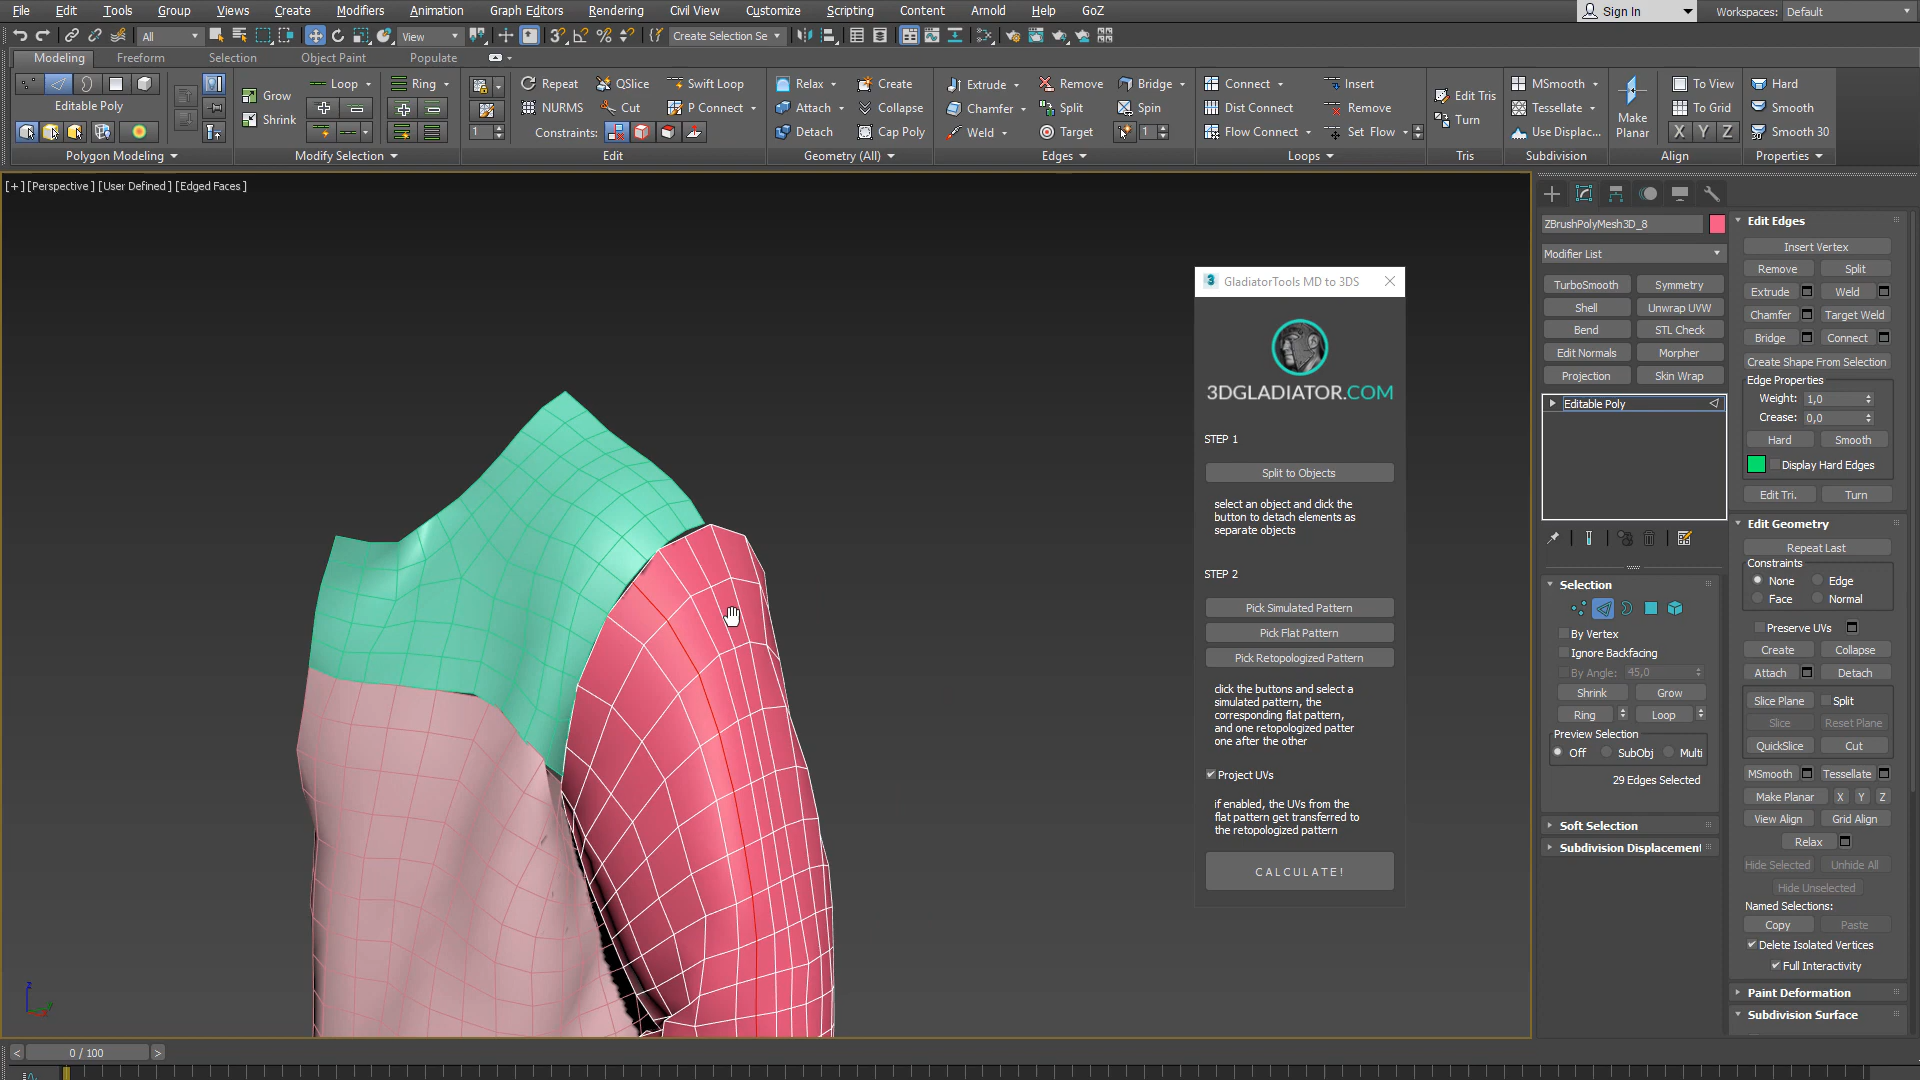 File Edit Tools Group Views Create Modifiers Animation Graph Editors Rendering Civil View Customize Scripting Content Arnold Help GoZ
Sign In Workspaces: Default
All View Create Selection Se
Modeling Freeform Selection Object Paint Populate
Editable Poly
Polygon Modeling
Grow
Shrink
Loop Ring
Modify Selection
Repeat QSlice Swift Loop
NURMS Cut P Connect
Constraints:
1
Edit
Relax Create
Attach Collapse
Detach Cap Poly
Geometry (All)
Extrude Remove Bridge
Chamfer Split Spin
Weld Target 1
Edges
Connect Insert
Dist Connect Remove
Flow Connect Set Flow
Loops
Edit Tris
Turn
Tris
MSmooth
Tessellate
Use Displac...
Subdivision
Make
Planar
To View
To Grid
X Y Z
Align
Hard
Smooth
Smooth 30
Properties
[+] [Perspective] [User Defined] [Edged Faces]
3 GladiatorTools MD to 3DS
3DGLADIATOR.COM
STEP 1
Split to Objects
select an object and click the
button to detach elements as
separate objects
STEP 2
Pick Simulated Pattern
Pick Flat Pattern
Pick Retopologized Pattern
click the buttons and select a
simulated pattern, the
corresponding flat pattern,
and one retopologized patter
one after the other
Project UVs
if enabled, the UVs from the
flat pattern get transferred to
the retopologized pattern
CALCULATE!
ZBrushPolyMesh3D_8
Modifier List
TurboSmooth Symmetry
Shell Unwrap UVW
Bend STL Check
Edit Normals Morpher
Projection Skin Wrap
Editable Poly
Selection
By Vertex
Ignore Backfacing
By Angle: 45,0
Shrink Grow
Ring Loop
Preview Selection
Off SubObj Multi
29 Edges Selected
Soft Selection
Subdivision Displacement
Edit Edges
Insert Vertex
Remove Split
Extrude Weld
Chamfer Target Weld
Bridge Connect
Create Shape From Selection
Edge Properties
Weight: 1,0
Crease: 0,0
Hard Smooth
Display Hard Edges
Edit Tri. Turn
Edit Geometry
Repeat Last
Constraints
None Edge
Face Normal
Preserve UVs
Create Collapse
Attach Detach
Slice Plane Split
Slice Reset Plane
QuickSlice Cut
MSmooth Tessellate
Make Planar X Y Z
View Align Grid Align
Relax
Hide Selected Unhide All
Hide Unselected
Named Selections:
Copy Paste
Delete Isolated Vertices
Full Interactivity
Paint Deformation
Subdivision Surface
z
< 0 / 100 >